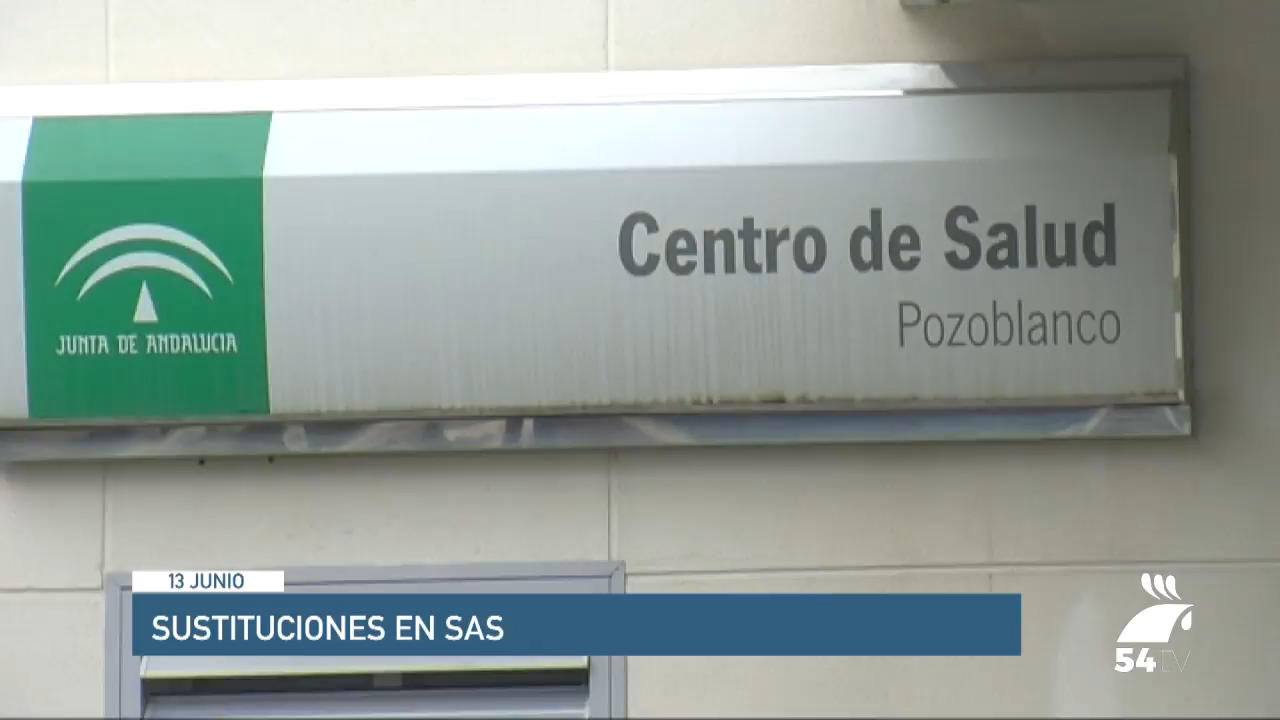 Centro de Salud
Pozoblanco
JUNTA DE ANDALUCIA
13 JUNIO
SUSTITUCIONES EN SAS
54TV